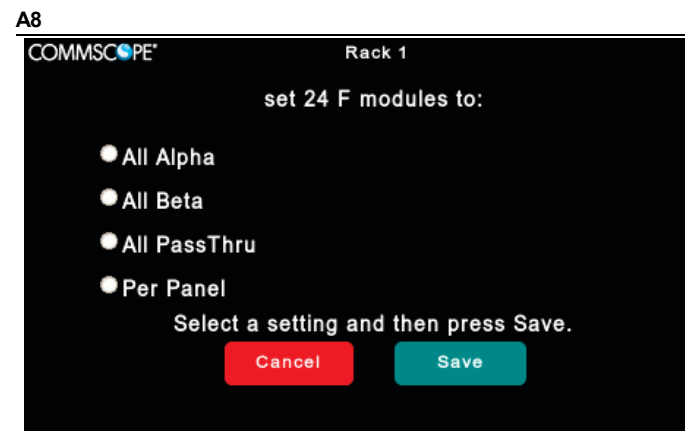 A8
COMMSCOPE®
Rack 1
set 24 F modules to:
All Alpha
All Beta
All PassThru
Per Panel
Select a setting and then press Save.
Cancel
Save